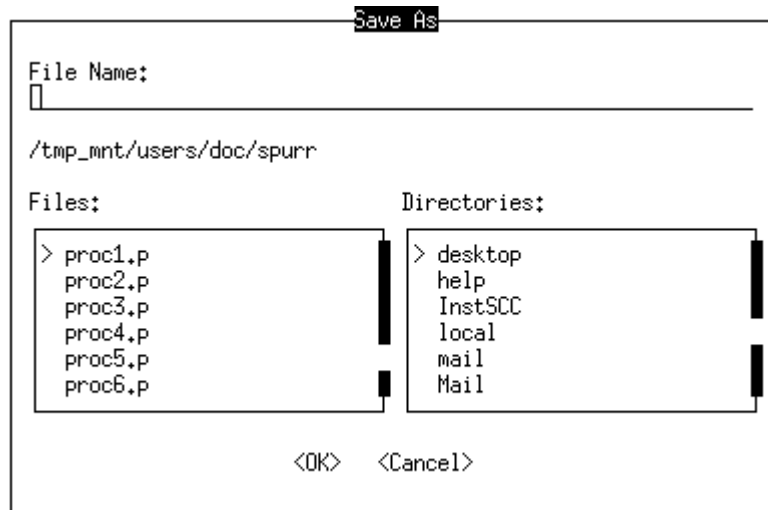 Save As
File Name:
/tmp_mnt/users/doc/spurr
Files:
> proc1.p
proc2.p
proc3.p
proc4.p
proc5.p
proc6.p
Directories:
> desktop
help
InstSCC
local
mail
Mail
<OK> <Cancel>